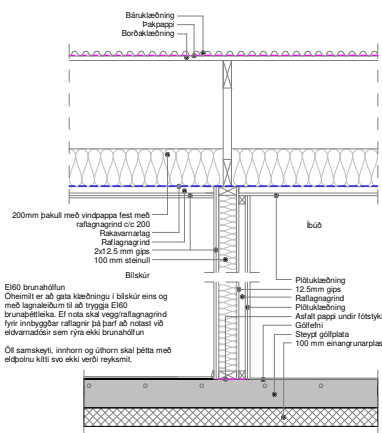 Báruklæðning
Þakpappi
Borðaklæðning
200mm þakull með vindpappa fest með
raflagnagrind c/c 200
Rakavarnarlag
Raflagnagrind
2x12.5 mm gips
100 mm steinull
Bílskúr
Íbúð
EI60 brunahólfun
Óheimilt er að gata klæðningu í bílskúr eins og
með lagnaleiðum til að tryggja EI60
brunaþéttleika. Ef nota skal vegg/raflagnagrind
fyrir innbyggðar raflagnir þá þarf að notast við
eldvarnadósir sem rýra ekki brunahólfun
Öll samskeyti, innhorn og úthorn skal þétta með
eldþolnu kítti svo ekki verði reyksmit.
Plötuklæðning
12.5mm gips
Raflagnagrind
Plötuklæðning
Asfalt pappi undir fótstykki
Gólfefni
Steypt gólfplata
100 mm einangrunarplast